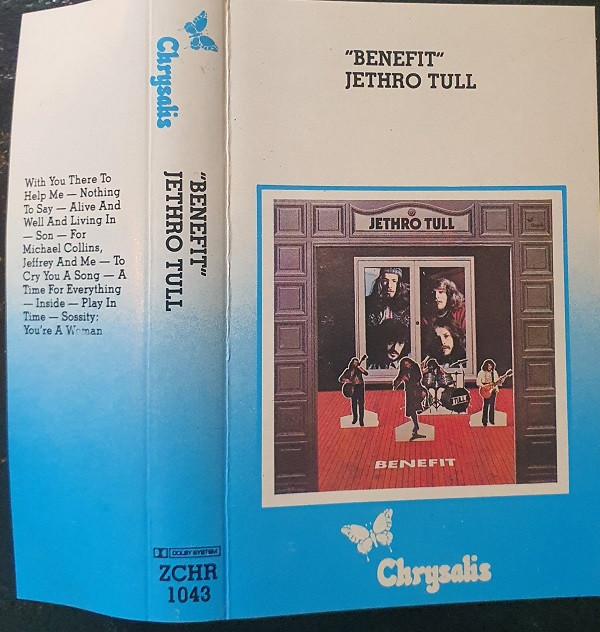 With You There To
Help Me — Nothing
To Say — Alive And
Well And Living In
— Son — For
Michael Collins,
Jeffrey And Me — To
Cry You A Song — A
Time For Everything
— Inside — Play In
Time — Sossity;
You're A Woman
Chrysalis
"BENEFIT"
JETHRO TULL
DOLBY SYSTEM
ZCHR
1043
"BENEFIT"
JETHRO TULL
JETHRO TULL
TULL
BENEFIT
Chrysalis